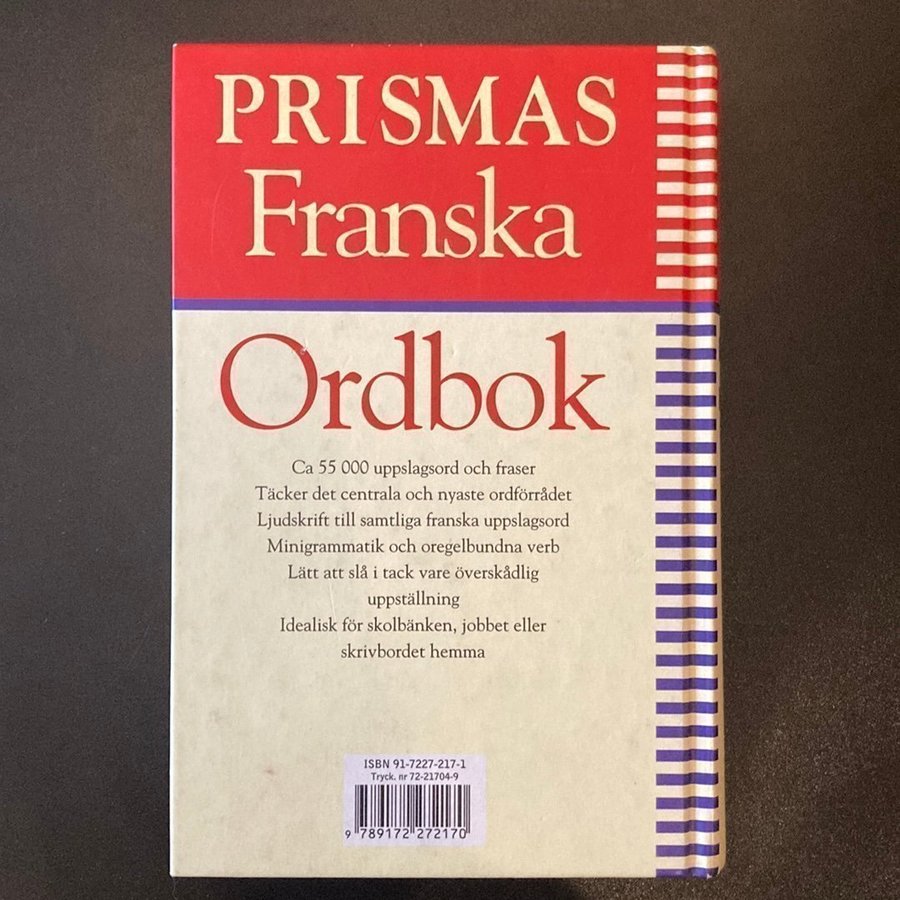 PRISMAS
Franska
Ordbok
Ca 55 000 uppslagsord och fraser
Täcker det centrala och nyaste ordförrådet
Ljudskrift till samtliga franska uppslagsord
Minigrammatik och oregelbundna verb
Lätt att slå i tack vare överskådlig
uppställning
Idealisk för skolbänken, jobbet eller
skrivbordet hemma
ISBN 91-7227-217-1
Tryck. nr 72-21704-9
9 789172 272170